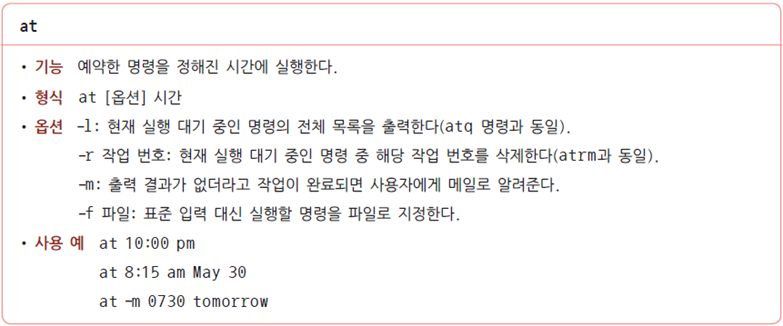 at
• 기능 예약한 명령을 정해진 시간에 실행한다.
• 형식 at [옵션] 시간
• 옵션 -l: 현재 실행 대기 중인 명령의 전체 목록을 출력한다(atq 명령과 동일).
-r 작업 번호: 현재 실행 대기 중인 명령 중 해당 작업 번호를 삭제한다(atrm과 동일).
-m: 출력 결과가 없더라고 작업이 완료되면 사용자에게 메일로 알려준다.
-f 파일: 표준 입력 대신 실행할 명령을 파일로 지정한다.
• 사용 예 at 10:00 pm
at 8:15 am May 30
at -m 0730 tomorrow